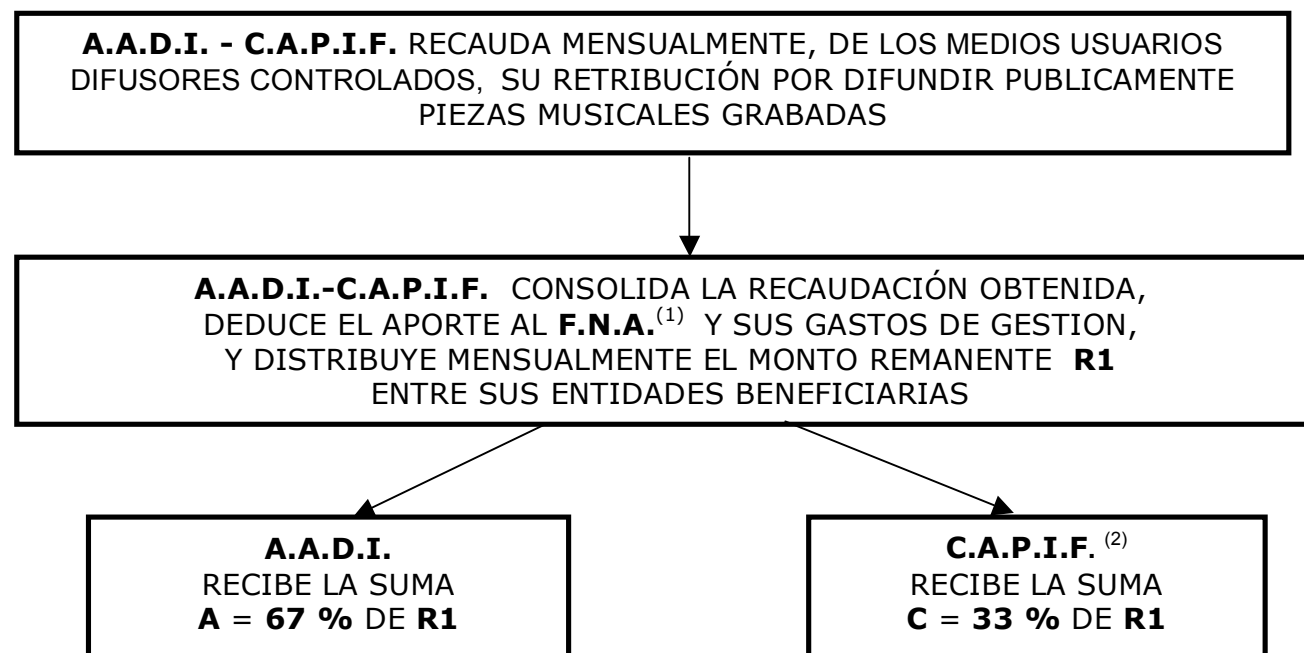 A.A.D.I. - C.A.P.I.F. RECAUDA MENSUALMENTE, DE LOS MEDIOS USUARIOS
DIFUSORES CONTROLADOS, SU RETRIBUCIÓN POR DIFUNDIR PUBLICAMENTE
PIEZAS MUSICALES GRABADAS
A.A.D.I.-C.A.P.I.F. CONSOLIDA LA RECAUDACIÓN OBTENIDA,
DEDUCE EL APORTE AL F.N.A.(1) Y SUS GASTOS DE GESTION,
Y DISTRIBUYE MENSUALMENTE EL MONTO REMANENTE R1
ENTRE SUS ENTIDADES BENEFICIARIAS
A.A.D.I.
RECIBE LA SUMA
A = 67 % DE R1
C.A.P.I.F. (2)
RECIBE LA SUMA
C = 33 % DE R1